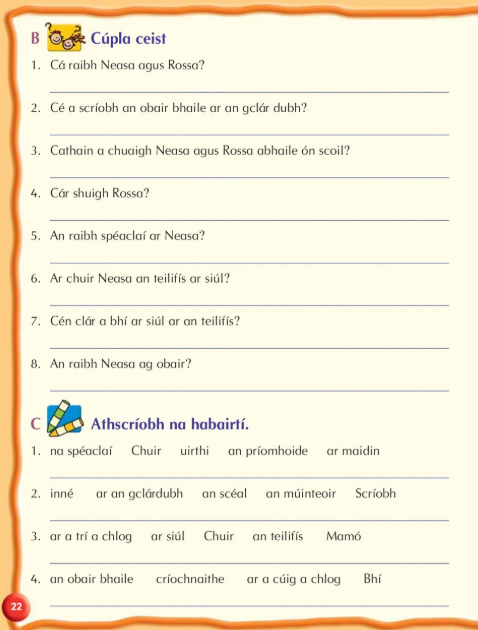 B Cúpla ceist
1. Cá raibh Neasa agus Rossa?
2. Cé a scríobh an obair bhaile ar an gclár dubh?
3. Cathain a chuaigh Neasa agus Rossa abhaile ón scoil?
4. Cár shuigh Rossa?
5. An raibh spéaclaí ar Neasa?
6. Ar chuir Neasa an teilifís ar siúl?
7. Cén clár a bhí ar siúl ar an teilifís?
8. An raibh Neasa ag obair?
C Athscríobh na habairtí.
1. na spéaclaí Chuir uirthi an príomhoide ar maidin
2. inné ar an gclárdubh an scéal an múinteoir Scríobh
3. ar a trí a chlog ar siúl Chuir an teilifís Mamó
4. an obair bhaile críochnaithe ar a cúig a chlog Bhí
22